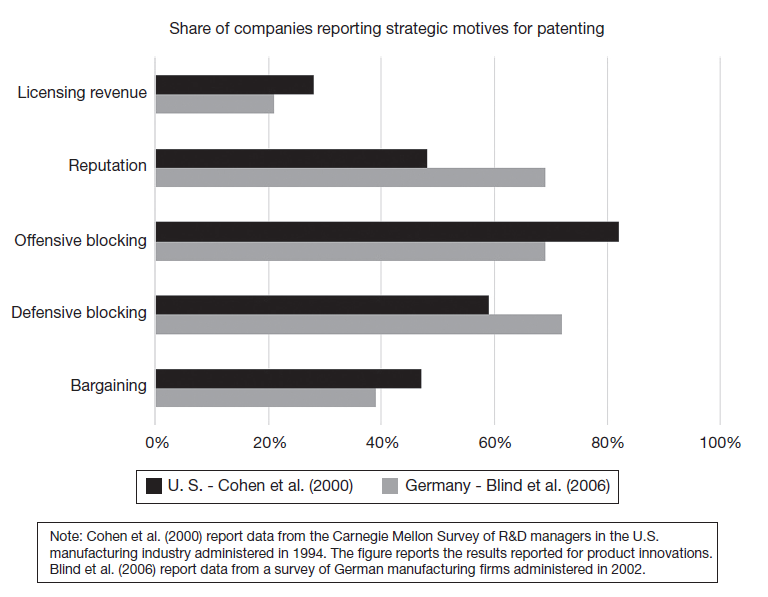 Share of companies reporting strategic motives for patenting
Licensing revenue
Reputation
Offensive blocking
Defensive blocking
Bargaining
0% 20% 40% 60% 80% 100%
U. S. - Cohen et al. (2000) Germany - Blind et al. (2006)
Note: Cohen et al. (2000) report data from the Carnegie Mellon Survey of R&D managers in the U.S.
manufacturing industry administered in 1994. The figure reports the results reported for product innovations.
Blind et al. (2006) report data from a survey of German manufacturing firms administered in 2002.